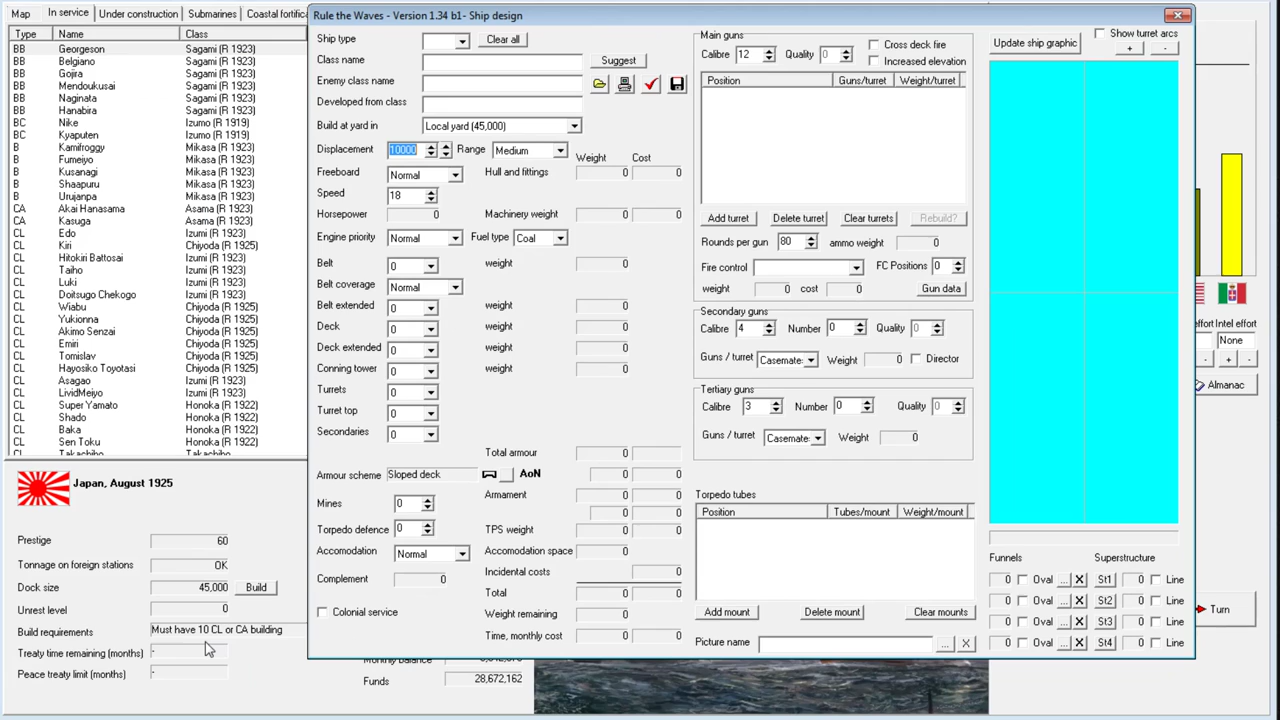 Rule the Waves - Version 1.34 b1- Ship design
Map In service Under construction Submarines Coastal fortifica
Type Name Class
BB Georgeson Sagami (R 1923)
BB Belgiano Sagami (R 1923)
BB Gojira Sagami (R 1923)
BB Mendoukusai Sagami (R 1923)
BB Naginata Sagami (R 1923)
BB Hanabira Sagami (R 1923)
BC Nike Izumo (R 1919)
BC Kyaputen Izumo (R 1919)
B Kamifroggy Mikasa (R 1923)
B Fumeiyo Mikasa (R 1923)
B Kusanagi Mikasa (R 1923)
B Shaapuru Mikasa (R 1923)
B Urujanpa Mikasa (R 1923)
CA Akai Hanasama Asama (R 1923)
CA Kasuga Asama (R 1923)
CL Edo Izumi (R 1923)
CL Kiri Chiyoda (R 1925)
CL Hitokiri Battosai Izumi (R 1923)
CL Taiho Izumi (R 1923)
CL Luki Izumi (R 1923)
CL Doitsugo Chekogo Izumi (R 1923)
CL Wiabu Chiyoda (R 1925)
CL Yukionna Chiyoda (R 1925)
CL Akimo Senzai Chiyoda (R 1925)
CL Emiri Chiyoda (R 1925)
CL Tomislav Chiyoda (R 1925)
CL Hayosiko Toyotasi Chiyoda (R 1925)
CL Asagao Izumi (R 1923)
CL LividMeiyo Izumi (R 1923)
CL Super Yamato Honoka (R 1922)
CL Shado Honoka (R 1922)
CL Baka Honoka (R 1922)
CL Sen Toku Honoka (R 1922)
CL Takachiho
Japan, August 1925
Prestige 60
Tonnage on foreign stations OK
Dock size 45,000 Build
Unrest level 0
Build requirements Must have 10 CL or CA building
Treaty time remaining (months) -
Peace treaty limit (months) -
Monthly balance
Funds 28,672,162
Ship type Clear all
Class name Suggest
Enemy class name
Developed from class
Build at yard in Local yard (45,000)
Displacement 10000 Range Medium Weight Cost
Freeboard Normal Hull and fittings 0 0
Speed 18
Horsepower 0 Machinery weight 0 0
Engine priority Normal Fuel type Coal
Belt 0 weight 0
Belt coverage Normal
Belt extended 0 weight 0
Deck 0 weight 0
Deck extended 0 weight 0
Conning tower 0 weight 0
Turrets 0
Turret top 0
Secondaries 0
Total armour 0 0
Armour scheme Sloped deck AoN 0 0
Mines 0 Armament 0 0
0 0
Torpedo defence 0 TPS weight 0 0
Accomodation Normal Accomodation space 0
Complement 0 Incidental costs 0
Total 0 0
Colonial service Weight remaining 0
Time, monthly cost 0 0
Main guns
Calibre 12 Quality 0 Cross deck fire
Increased elevation
Position Guns/turret Weight/turret
Add turret Delete turret Clear turrets Rebuild?
Rounds per gun 80 ammo weight 0
Fire control FC Positions 0
weight 0 cost 0 Gun data
Secondary guns
Calibre 4 Number 0 Quality 0
Guns / turret Casemate: Weight 0 Director
Tertiary guns
Calibre 3 Number 0 Quality 0
Guns / turret Casemate: Weight 0
Torpedo tubes
Position Tubes/mount Weight/mount
Add mount Delete mount Clear mounts
Picture name ... X
Update ship graphic Show turret arcs
+ -
Funnels Superstructure
0 Oval ... X St1 0 Line
0 Oval ... X St2 0 Line
0 Oval ... X St3 0 Line
0 Oval ... X St4 0 Line
effort Intel effort
None
- + -
Almanac
Turn